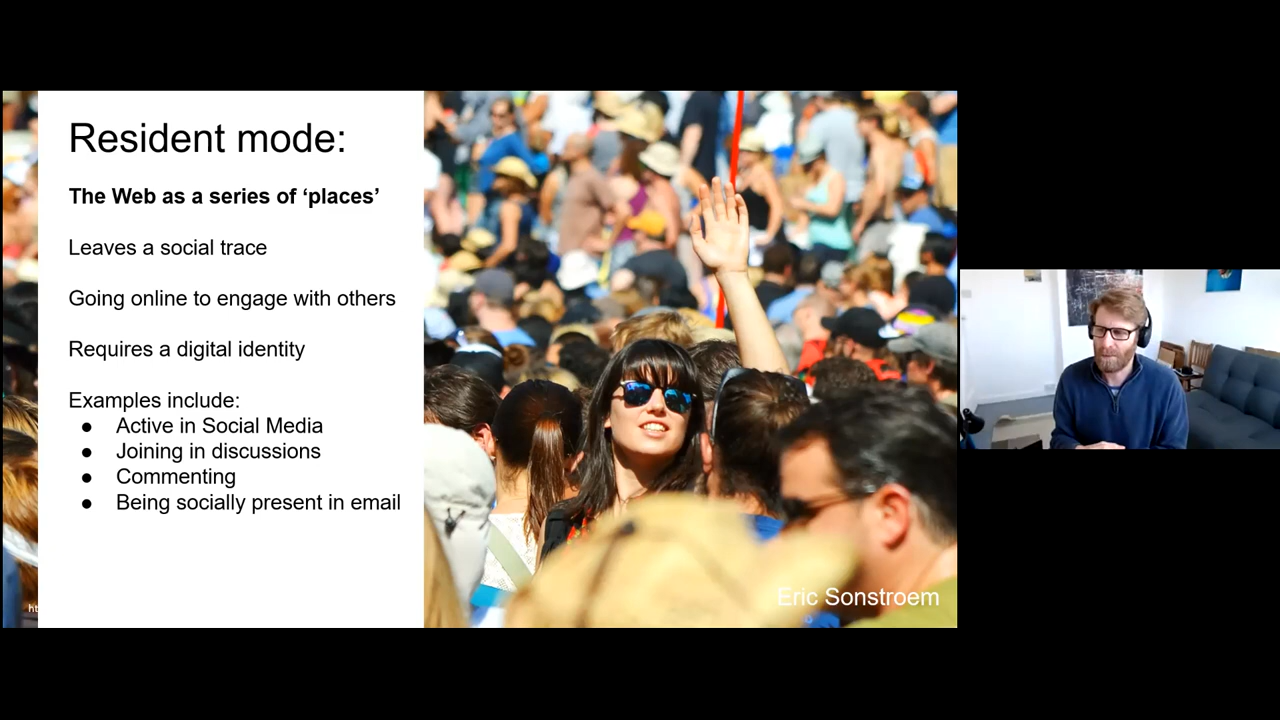 Resident mode:
The Web as a series of ‘places’
Leaves a social trace
Going online to engage with others
Requires a digital identity
Examples include:
● Active in Social Media
● Joining in discussions
● Commenting
● Being socially present in email
ht
Eric Sonstroem